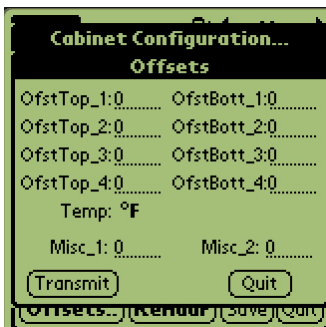 Cabinet Configuration...
Offsets
OfstTop_1:0 OfstBott_1:0
OfstTop_2:0 OfstBott_2:0
OfstTop_3:0 OfstBott_3:0
OfstTop_4:0 OfstBott_4:0
Temp: °F
Misc_1: 0 Misc_2: 0
Transmit Quit
Offsets.. Save Quit